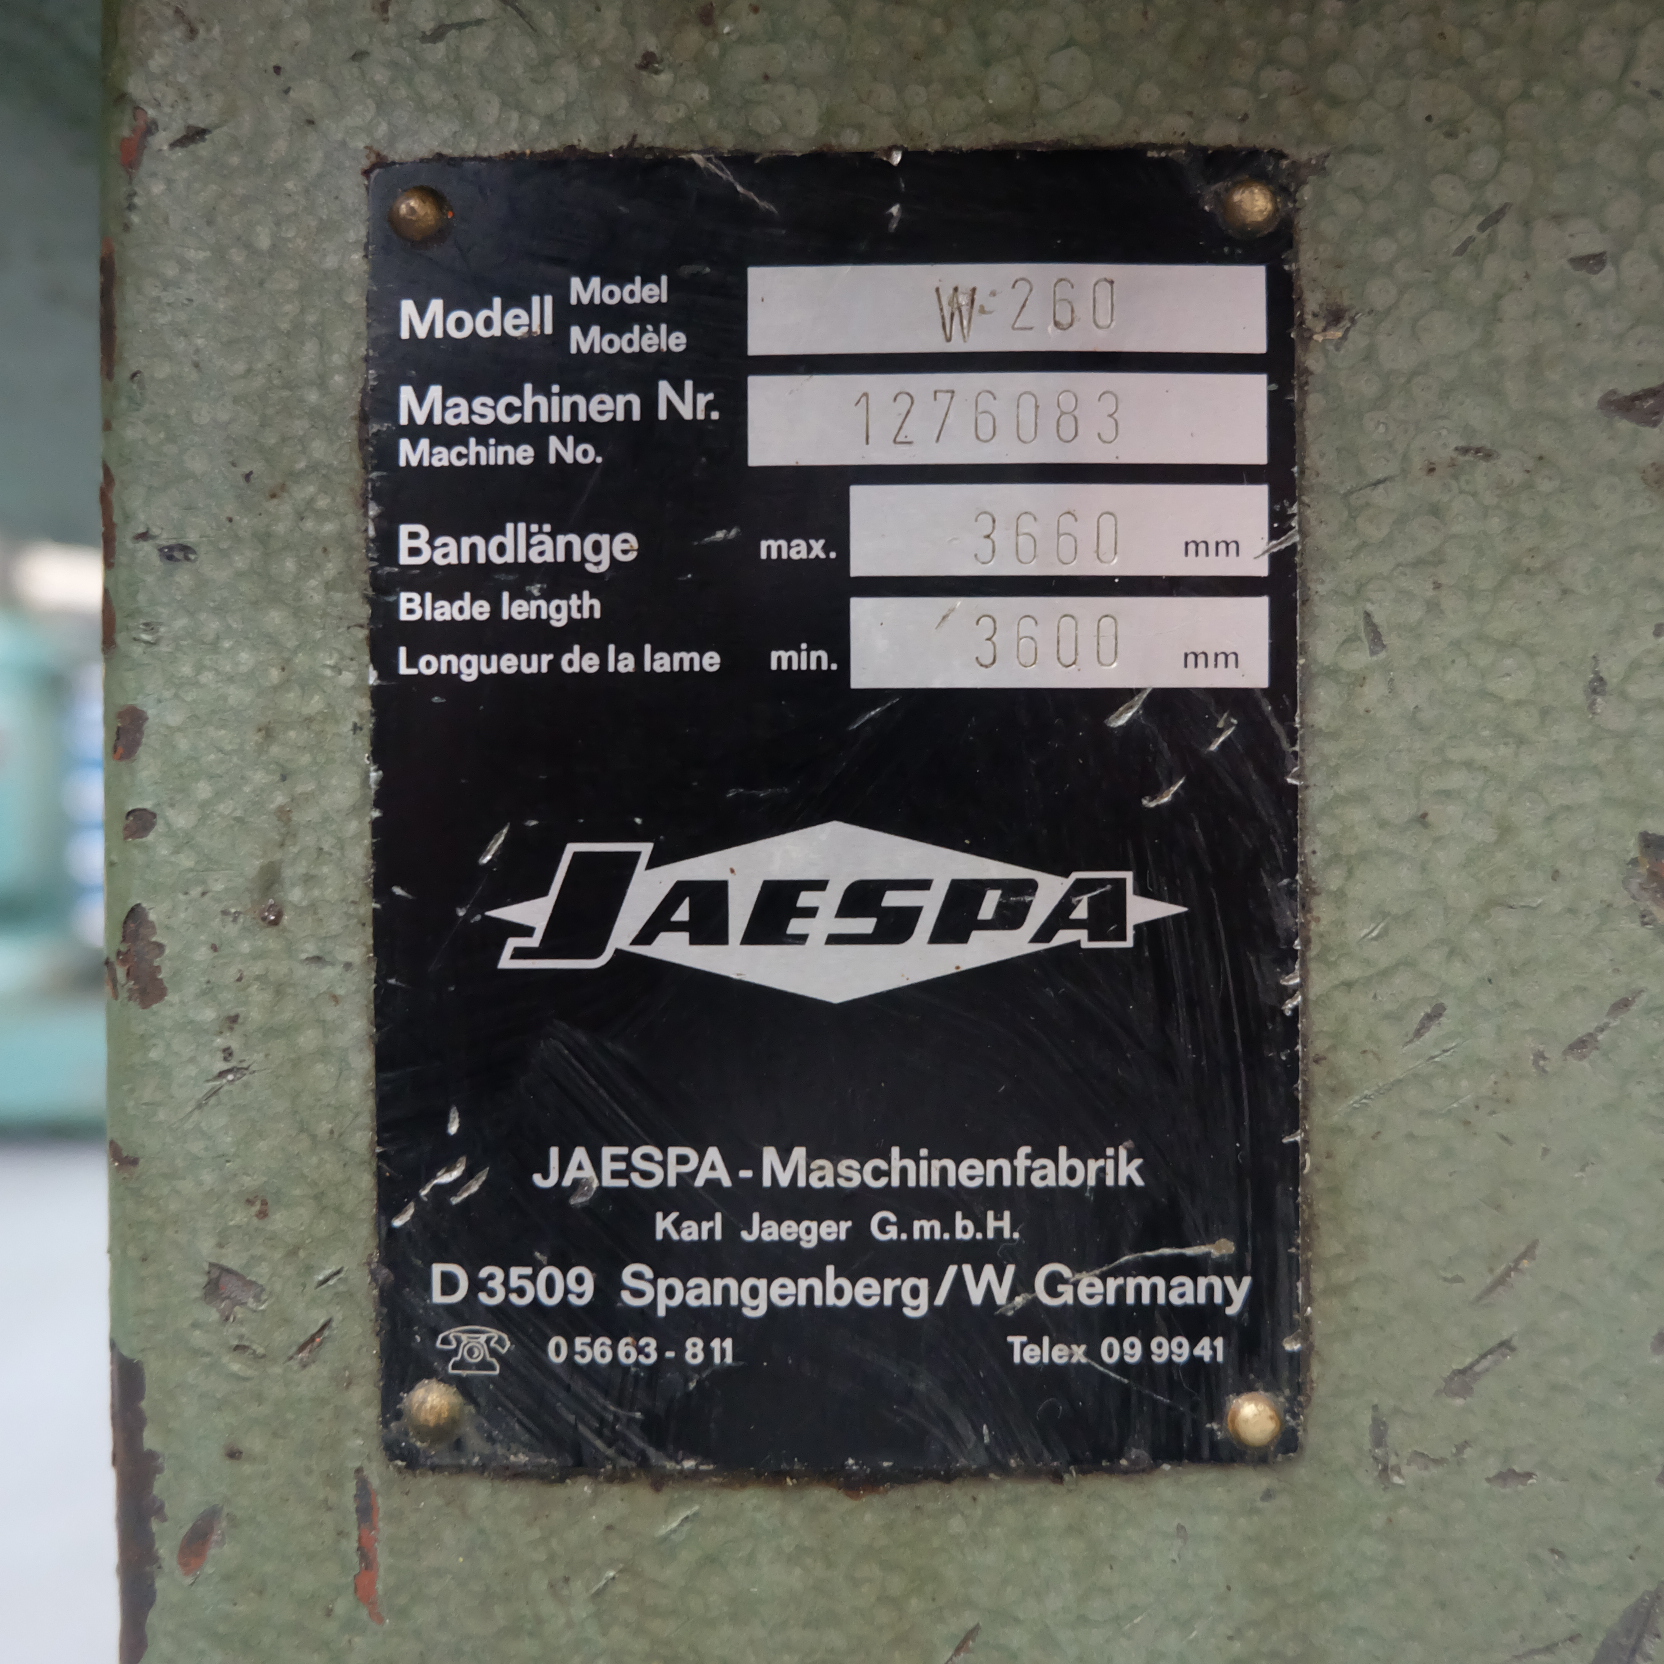 Modell Model Modèle W 260
Maschinen Nr. 1276083
Machine No.
Bandlänge max. 3660 mm
Blade length
Longueur de la lame min. 3600 mm
JAESPA
JAESPA-Maschinenfabrik
Karl Jaeger G.m.b.H.
D 3509 Spangenberg/W. Germany
05663-811 Telex 09 9941